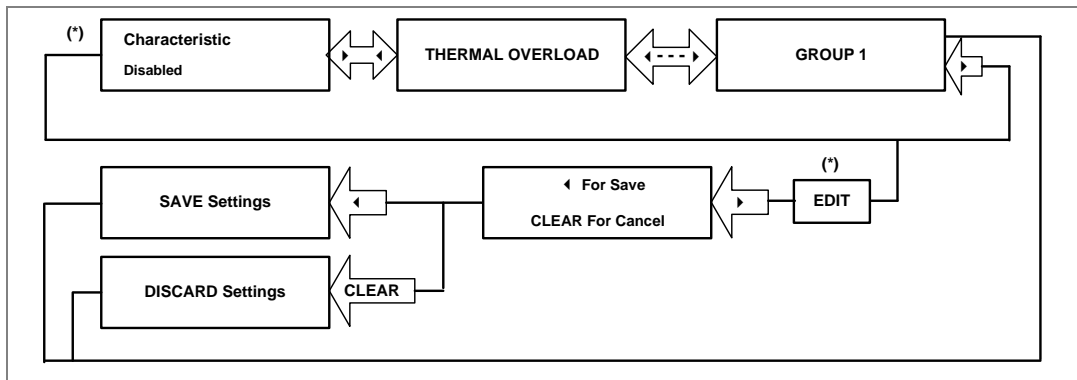 (*)
Characteristic
Disabled
THERMAL OVERLOAD
GROUP 1
(*)
SAVE Settings
For Save
CLEAR For Cancel
EDIT
DISCARD Settings
CLEAR